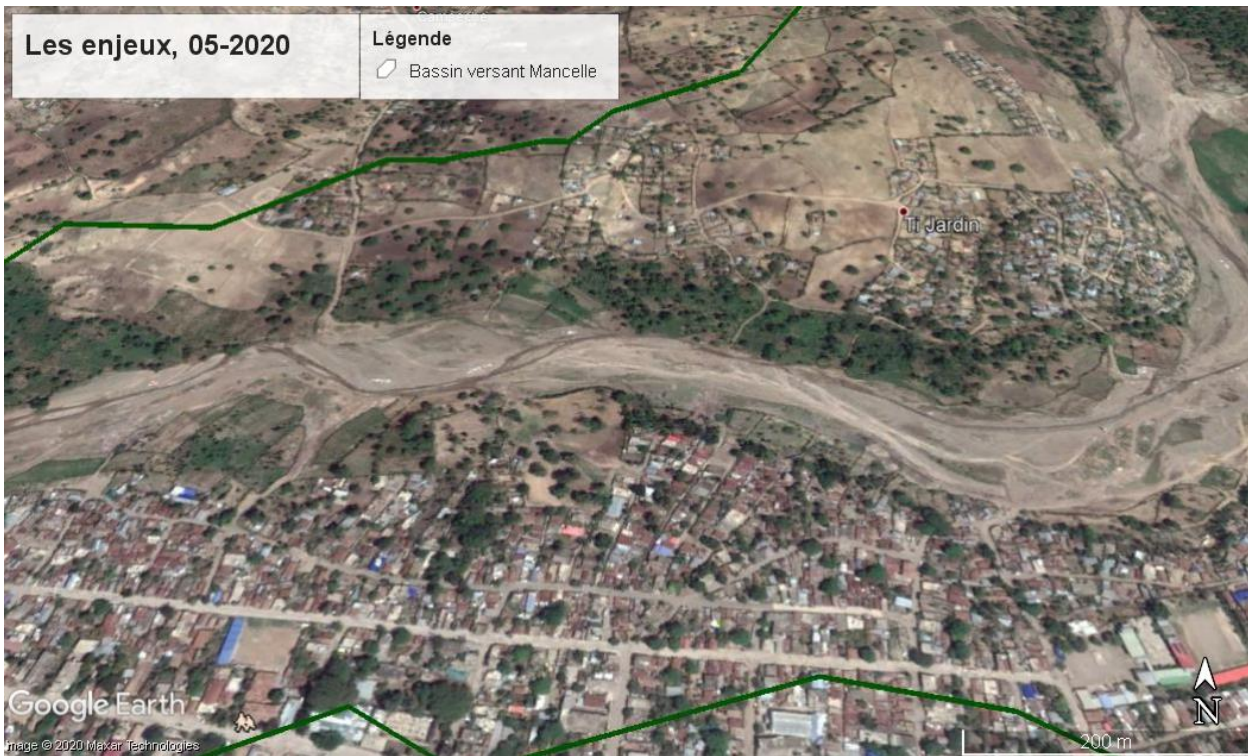 Les enjeux, 05-2020
Légende
Bassin versant Mancelle
Ti Jardin
Google Earth
N
Image © 2020 Maxar Technologies
200 m